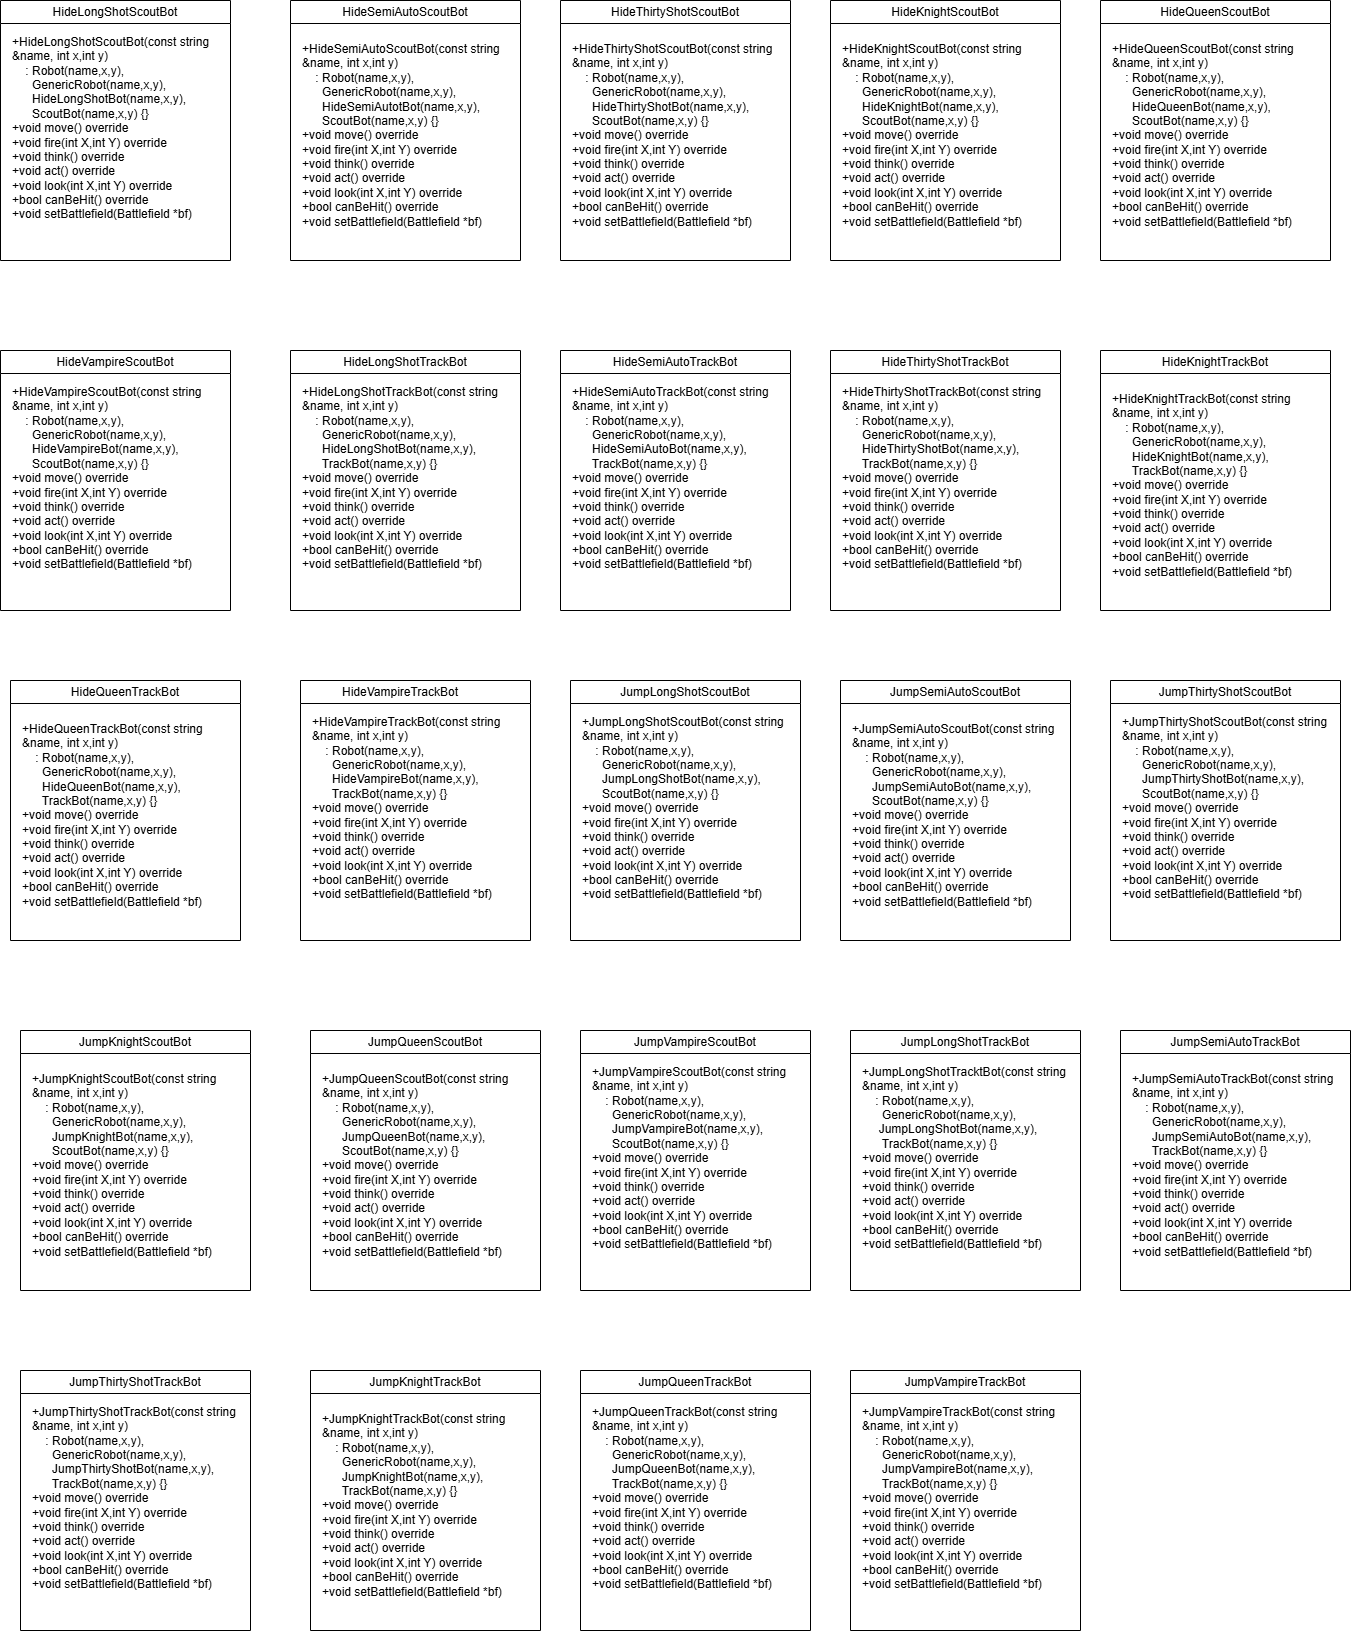 HideLongShotScoutBot
+HideLongShotScoutBot(const string
&name, int x,int y)
: Robot(name,x,y),
GenericRobot(name,x,y),
HideLongShotBot(name,x,y),
ScoutBot(name,x,y) {}
+void move() override
+void fire(int X,int Y) override
+void think() override
+void act() override
+void look(int X,int Y) override
+bool canBeHit() override
+void setBattlefield(Battlefield *bf)
HideSemiAutoScoutBot
+HideSemiAutoScoutBot(const string
&name, int x,int y)
: Robot(name,x,y),
GenericRobot(name,x,y),
HideSemiAutotBot(name,x,y),
ScoutBot(name,x,y) {}
+void move() override
+void fire(int X,int Y) override
+void think() override
+void act() override
+void look(int X,int Y) override
+bool canBeHit() override
+void setBattlefield(Battlefield *bf)
HideThirtyShotScoutBot
+HideThirtyShotScoutBot(const string
&name, int x,int y)
: Robot(name,x,y),
GenericRobot(name,x,y),
HideThirtyShotBot(name,x,y),
ScoutBot(name,x,y) {}
+void move() override
+void fire(int X,int Y) override
+void think() override
+void act() override
+void look(int X,int Y) override
+bool canBeHit() override
+void setBattlefield(Battlefield *bf)
HideKnightScoutBot
+HideKnightScoutBot(const string
&name, int x,int y)
: Robot(name,x,y),
GenericRobot(name,x,y),
HideKnightBot(name,x,y),
ScoutBot(name,x,y) {}
+void move() override
+void fire(int X,int Y) override
+void think() override
+void act() override
+void look(int X,int Y) override
+bool canBeHit() override
+void setBattlefield(Battlefield *bf)
HideQueenScoutBot
+HideQueenScoutBot(const string
&name, int x,int y)
: Robot(name,x,y),
GenericRobot(name,x,y),
HideQueenBot(name,x,y),
ScoutBot(name,x,y) {}
+void move() override
+void fire(int X,int Y) override
+void think() override
+void act() override
+void look(int X,int Y) override
+bool canBeHit() override
+void setBattlefield(Battlefield *bf)
HideVampireScoutBot
+HideVampireScoutBot(const string
&name, int x,int y)
: Robot(name,x,y),
GenericRobot(name,x,y),
HideVampireBot(name,x,y),
ScoutBot(name,x,y) {}
+void move() override
+void fire(int X,int Y) override
+void think() override
+void act() override
+void look(int X,int Y) override
+bool canBeHit() override
+void setBattlefield(Battlefield *bf)
HideLongShotTrackBot
+HideLongShotTrackBot(const string
&name, int x,int y)
: Robot(name,x,y),
GenericRobot(name,x,y),
HideLongShotBot(name,x,y),
TrackBot(name,x,y) {}
+void move() override
+void fire(int X,int Y) override
+void think() override
+void act() override
+void look(int X,int Y) override
+bool canBeHit() override
+void setBattlefield(Battlefield *bf)
HideSemiAutoTrackBot
+HideSemiAutoTrackBot(const string
&name, int x,int y)
: Robot(name,x,y),
GenericRobot(name,x,y),
HideSemiAutoBot(name,x,y),
TrackBot(name,x,y) {}
+void move() override
+void fire(int X,int Y) override
+void think() override
+void act() override
+void look(int X,int Y) override
+bool canBeHit() override
+void setBattlefield(Battlefield *bf)
HideThirtyShotTrackBot
+HideThirtyShotTrackBot(const string
&name, int x,int y)
: Robot(name,x,y),
GenericRobot(name,x,y),
HideThirtyShotBot(name,x,y),
TrackBot(name,x,y) {}
+void move() override
+void fire(int X,int Y) override
+void think() override
+void act() override
+void look(int X,int Y) override
+bool canBeHit() override
+void setBattlefield(Battlefield *bf)
HideKnightTrackBot
+HideKnightTrackBot(const string
&name, int x,int y)
: Robot(name,x,y),
GenericRobot(name,x,y),
HideKnightBot(name,x,y),
TrackBot(name,x,y) {}
+void move() override
+void fire(int X,int Y) override
+void think() override
+void act() override
+void look(int X,int Y) override
+bool canBeHit() override
+void setBattlefield(Battlefield *bf)
HideQueenTrackBot
+HideQueenTrackBot(const string
&name, int x,int y)
: Robot(name,x,y),
GenericRobot(name,x,y),
HideQueenBot(name,x,y),
TrackBot(name,x,y) {}
+void move() override
+void fire(int X,int Y) override
+void think() override
+void act() override
+void look(int X,int Y) override
+bool canBeHit() override
+void setBattlefield(Battlefield *bf)
HideVampireTrackBot
+HideVampireTrackBot(const string
&name, int x,int y)
: Robot(name,x,y),
GenericRobot(name,x,y),
HideVampireBot(name,x,y),
TrackBot(name,x,y) {}
+void move() override
+void fire(int X,int Y) override
+void think() override
+void act() override
+void look(int X,int Y) override
+bool canBeHit() override
+void setBattlefield(Battlefield *bf)
JumpLongShotScoutBot
+JumpLongShotScoutBot(const string
&name, int x,int y)
: Robot(name,x,y),
GenericRobot(name,x,y),
JumpLongShotBot(name,x,y),
ScoutBot(name,x,y) {}
+void move() override
+void fire(int X,int Y) override
+void think() override
+void act() override
+void look(int X,int Y) override
+bool canBeHit() override
+void setBattlefield(Battlefield *bf)
JumpSemiAutoScoutBot
+JumpSemiAutoScoutBot(const string
&name, int x,int y)
: Robot(name,x,y),
GenericRobot(name,x,y),
JumpSemiAutoBot(name,x,y),
ScoutBot(name,x,y) {}
+void move() override
+void fire(int X,int Y) override
+void think() override
+void act() override
+void look(int X,int Y) override
+bool canBeHit() override
+void setBattlefield(Battlefield *bf)
JumpThirtyShotScoutBot
+JumpThirtyShotScoutBot(const string
&name, int x,int y)
: Robot(name,x,y),
GenericRobot(name,x,y),
JumpThirtyShotBot(name,x,y),
ScoutBot(name,x,y) {}
+void move() override
+void fire(int X,int Y) override
+void think() override
+void act() override
+void look(int X,int Y) override
+bool canBeHit() override
+void setBattlefield(Battlefield *bf)
JumpKnightScoutBot
+JumpKnightScoutBot(const string
&name, int x,int y)
: Robot(name,x,y),
GenericRobot(name,x,y),
JumpKnightBot(name,x,y),
ScoutBot(name,x,y) {}
+void move() override
+void fire(int X,int Y) override
+void think() override
+void act() override
+void look(int X,int Y) override
+bool canBeHit() override
+void setBattlefield(Battlefield *bf)
JumpQueenScoutBot
+JumpQueenScoutBot(const string
&name, int x,int y)
: Robot(name,x,y),
GenericRobot(name,x,y),
JumpQueenBot(name,x,y),
ScoutBot(name,x,y) {}
+void move() override
+void fire(int X,int Y) override
+void think() override
+void act() override
+void look(int X,int Y) override
+bool canBeHit() override
+void setBattlefield(Battlefield *bf)
JumpVampireScoutBot
+JumpVampireScoutBot(const string
&name, int x,int y)
: Robot(name,x,y),
GenericRobot(name,x,y),
JumpVampireBot(name,x,y),
ScoutBot(name,x,y) {}
+void move() override
+void fire(int X,int Y) override
+void think() override
+void act() override
+void look(int X,int Y) override
+bool canBeHit() override
+void setBattlefield(Battlefield *bf)
JumpLongShotTrackBot
+JumpLongShotTracktBot(const string
&name, int x,int y)
: Robot(name,x,y),
GenericRobot(name,x,y),
JumpLongShotBot(name,x,y),
TrackBot(name,x,y) {}
+void move() override
+void fire(int X,int Y) override
+void think() override
+void act() override
+void look(int X,int Y) override
+bool canBeHit() override
+void setBattlefield(Battlefield *bf)
JumpSemiAutoTrackBot
+JumpSemiAutoTrackBot(const string
&name, int x,int y)
: Robot(name,x,y),
GenericRobot(name,x,y),
JumpSemiAutoBot(name,x,y),
TrackBot(name,x,y) {}
+void move() override
+void fire(int X,int Y) override
+void think() override
+void act() override
+void look(int X,int Y) override
+bool canBeHit() override
+void setBattlefield(Battlefield *bf)
JumpThirtyShotTrackBot
+JumpThirtyShotTrackBot(const string
&name, int x,int y)
: Robot(name,x,y),
GenericRobot(name,x,y),
JumpThirtyShotBot(name,x,y),
TrackBot(name,x,y) {}
+void move() override
+void fire(int X,int Y) override
+void think() override
+void act() override
+void look(int X,int Y) override
+bool canBeHit() override
+void setBattlefield(Battlefield *bf)
JumpKnightTrackBot
+JumpKnightTrackBot(const string
&name, int x,int y)
: Robot(name,x,y),
GenericRobot(name,x,y),
JumpKnightBot(name,x,y),
TrackBot(name,x,y) {}
+void move() override
+void fire(int X,int Y) override
+void think() override
+void act() override
+void look(int X,int Y) override
+bool canBeHit() override
+void setBattlefield(Battlefield *bf)
JumpQueenTrackBot
+JumpQueenTrackBot(const string
&name, int x,int y)
: Robot(name,x,y),
GenericRobot(name,x,y),
JumpQueenBot(name,x,y),
TrackBot(name,x,y) {}
+void move() override
+void fire(int X,int Y) override
+void think() override
+void act() override
+void look(int X,int Y) override
+bool canBeHit() override
+void setBattlefield(Battlefield *bf)
JumpVampireTrackBot
+JumpVampireTrackBot(const string
&name, int x,int y)
: Robot(name,x,y),
GenericRobot(name,x,y),
JumpVampireBot(name,x,y),
TrackBot(name,x,y) {}
+void move() override
+void fire(int X,int Y) override
+void think() override
+void act() override
+void look(int X,int Y) override
+bool canBeHit() override
+void setBattlefield(Battlefield *bf)